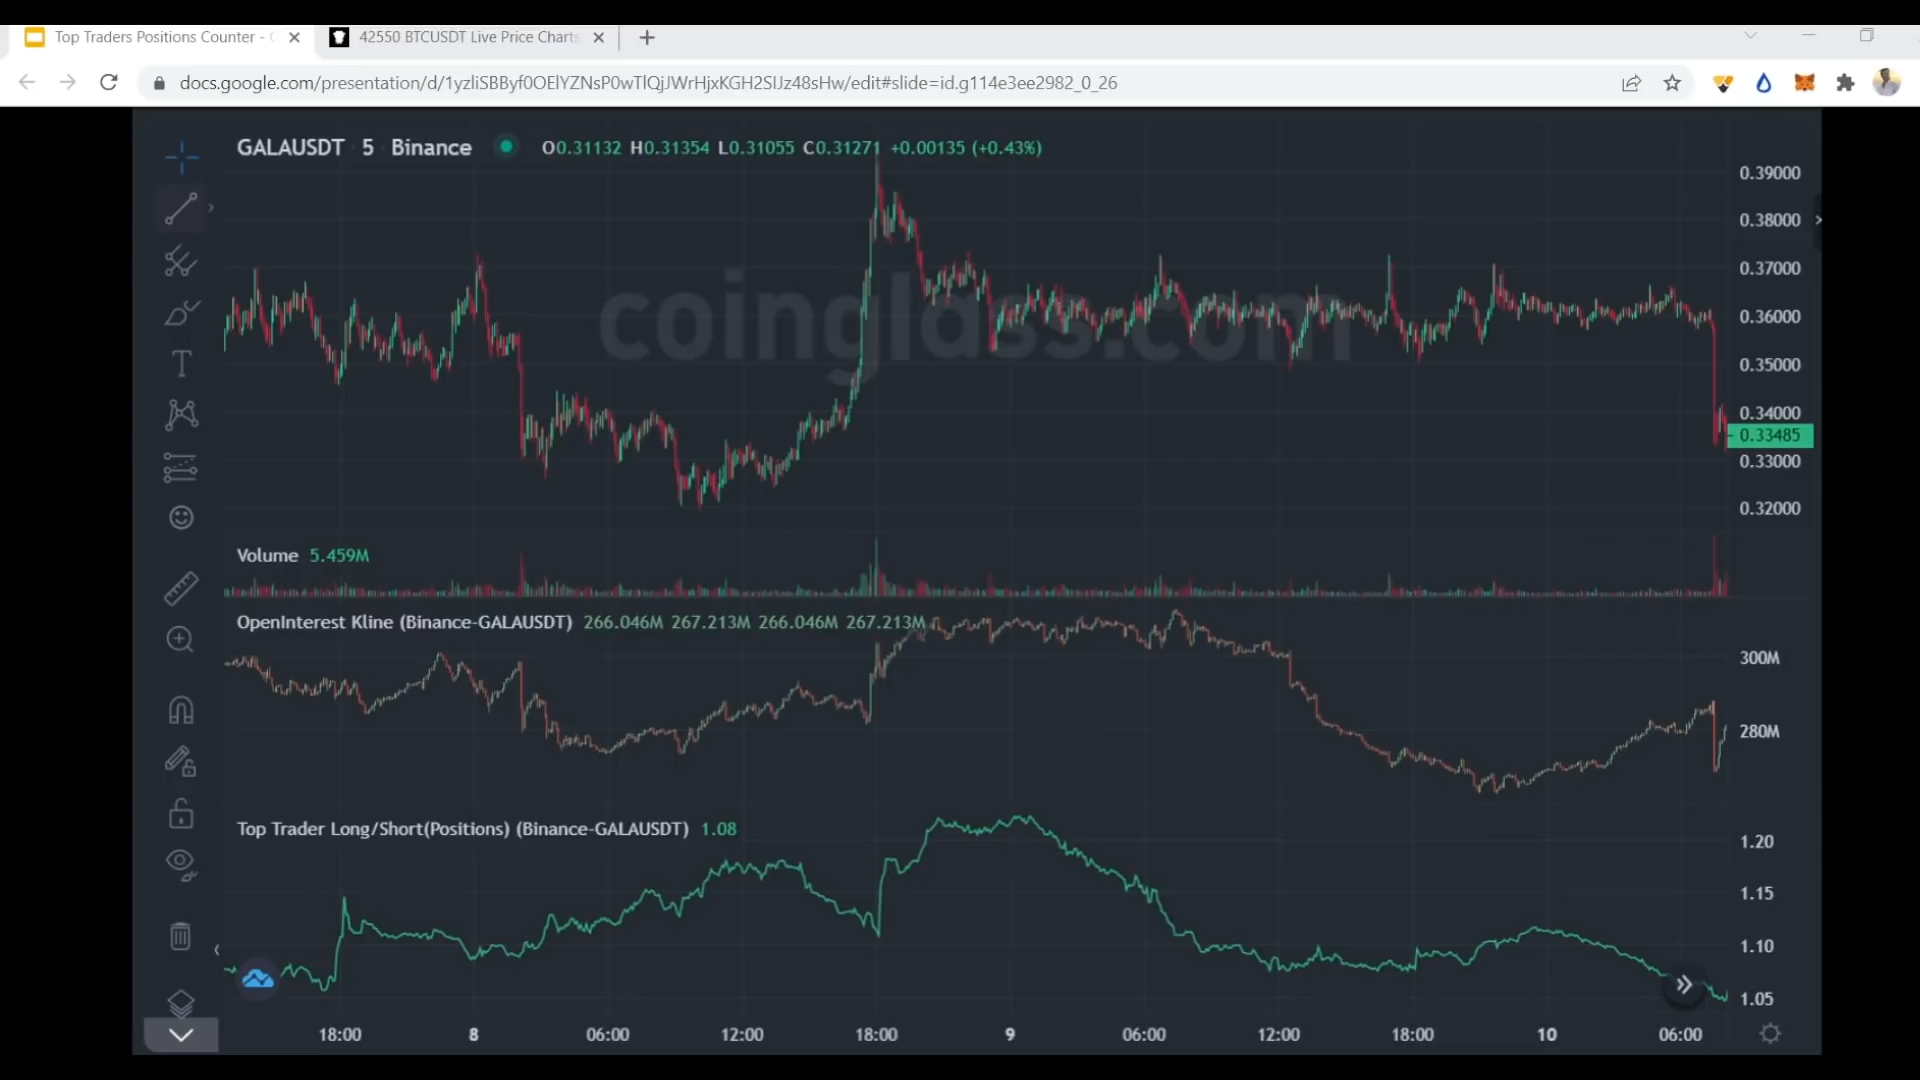 Top Traders Positions Counter -
42550 BTCUSDT Live Price Charts
docs.google.com/presentation/d/1yzliSBByf0OElYZNsP0wTlQjJWrHjxKGH2SlJz48sHw/edit#slide=id.g114e3ee2982_0_26
GALAUSDT 5 Binance O0.31132 H0.31354 L0.31055 C0.31271 +0.00135 (+0.43%)
0.39000
0.38000
0.37000
0.36000
coinglass.com
0.35000
0.34000
0.33485
0.33000
0.32000
Volume 5.459M
OpenInterest Kline (Binance-GALAUSDT) 266.046M 267.213M 266.046M 267.213M
300M
280M
Top Trader Long/Short(Positions) (Binance-GALAUSDT) 1.08
1.20
1.15
1.10
1.05
18:00 8 06:00 12:00 18:00 9 06:00 12:00 18:00 10 06:00